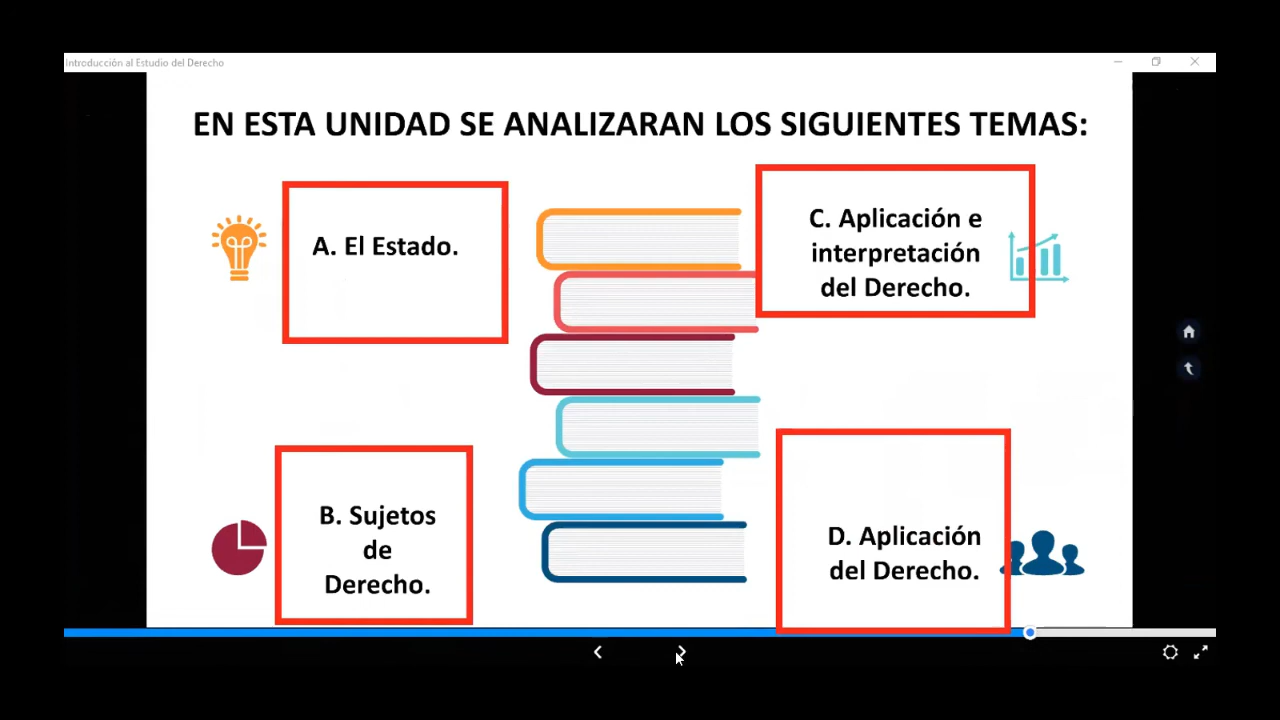 Introducción al Estudio del Derecho
EN ESTA UNIDAD SE ANALIZARAN LOS SIGUIENTES TEMAS:
A. El Estado.
B. Sujetos
de
Derecho.
C. Aplicación e
interpretación
del Derecho.
D. Aplicación
del Derecho.